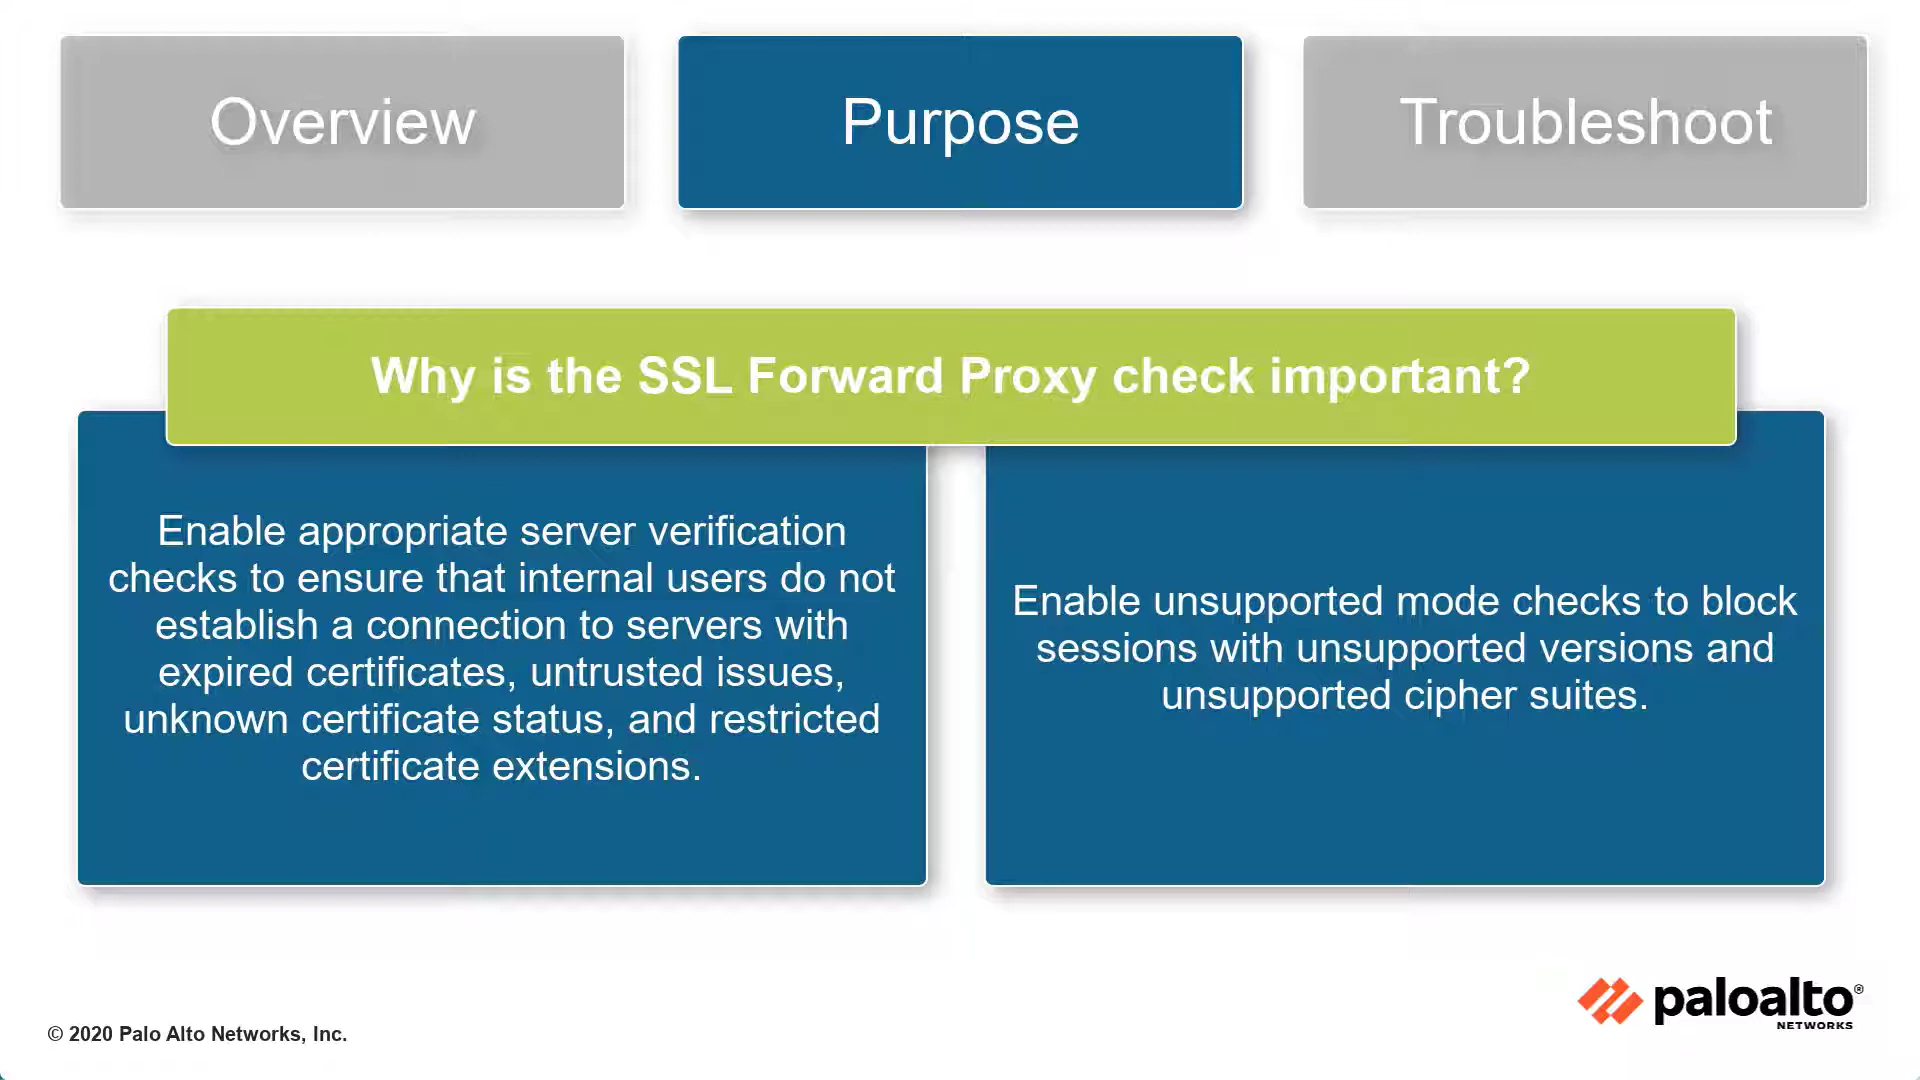 Overview
Purpose
Troubleshoot
Why is the SSL Forward Proxy check important?
Enable appropriate server verification
checks to ensure that internal users do not
establish a connection to servers with
expired certificates, untrusted issues,
unknown certificate status, and restricted
certificate extensions.
Enable unsupported mode checks to block
sessions with unsupported versions and
unsupported cipher suites.
© 2020 Palo Alto Networks, Inc.
paloalto®
NETWORKS